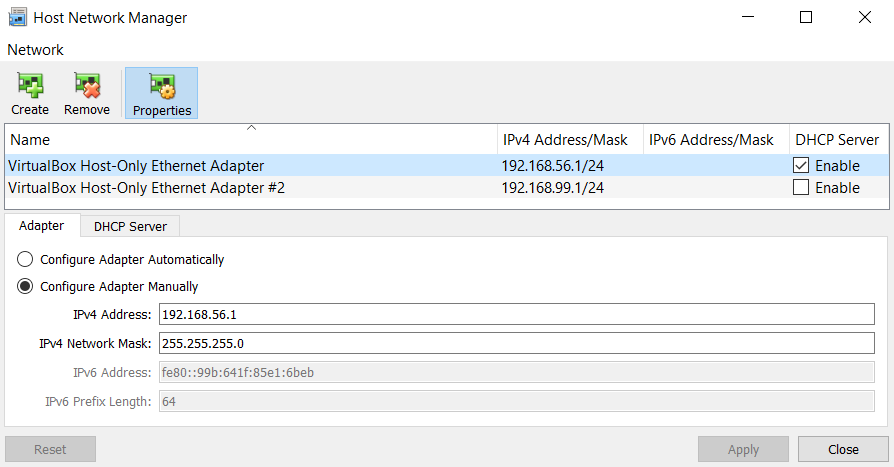 Host Network Manager
Network
Create Remove Properties
Name IPv4 Address/Mask IPv6 Address/Mask DHCP Server
VirtualBox Host-Only Ethernet Adapter 192.168.56.1/24 Enable
VirtualBox Host-Only Ethernet Adapter #2 192.168.99.1/24 Enable
Adapter DHCP Server
Configure Adapter Automatically
Configure Adapter Manually
IPv4 Address: 192.168.56.1
IPv4 Network Mask: 255.255.255.0
IPv6 Address: fe80::99b:641f:85e1:6beb
IPv6 Prefix Length: 64
Reset Apply Close